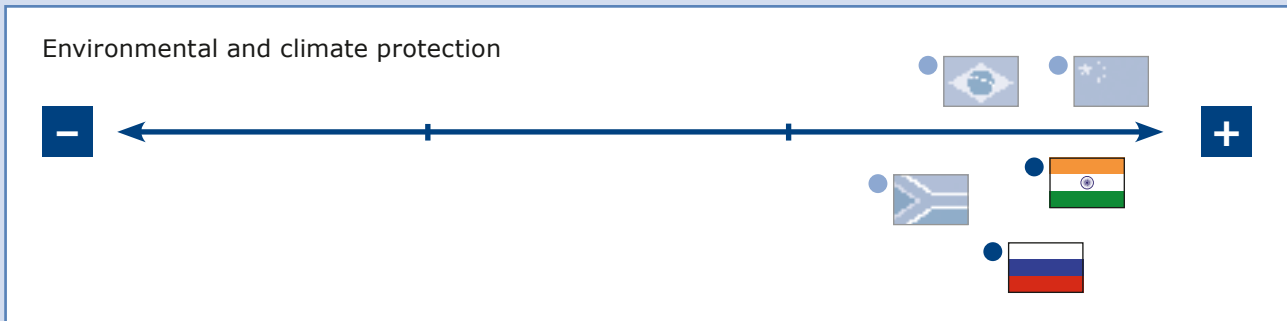 Environmental and climate protection
– +